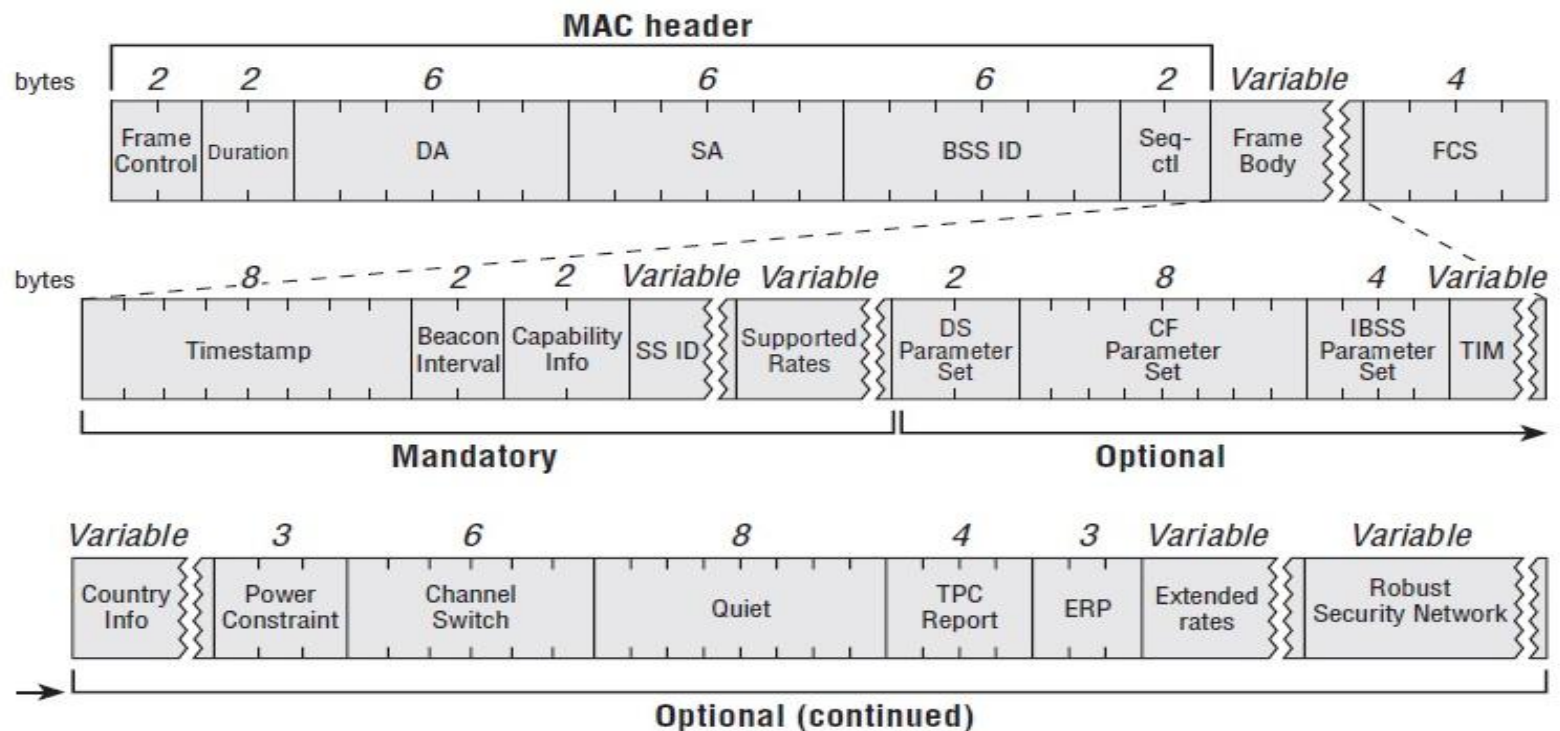 MAC header
bytes 2 2 6 6 6 2 Variable 4
Frame Control Duration DA SA BSS ID Seq-ctl Frame Body FCS
bytes 8 2 2 Variable Variable 2 8 4 Variable
Timestamp Beacon Interval Capability Info SS ID Supported Rates DS Parameter Set CF Parameter Set IBSS Parameter Set TIM
Mandatory Optional
Variable 3 6 8 4 3 Variable Variable
Country Info Power Constraint Channel Switch Quiet TPC Report ERP Extended rates Robust Security Network
Optional (continued)